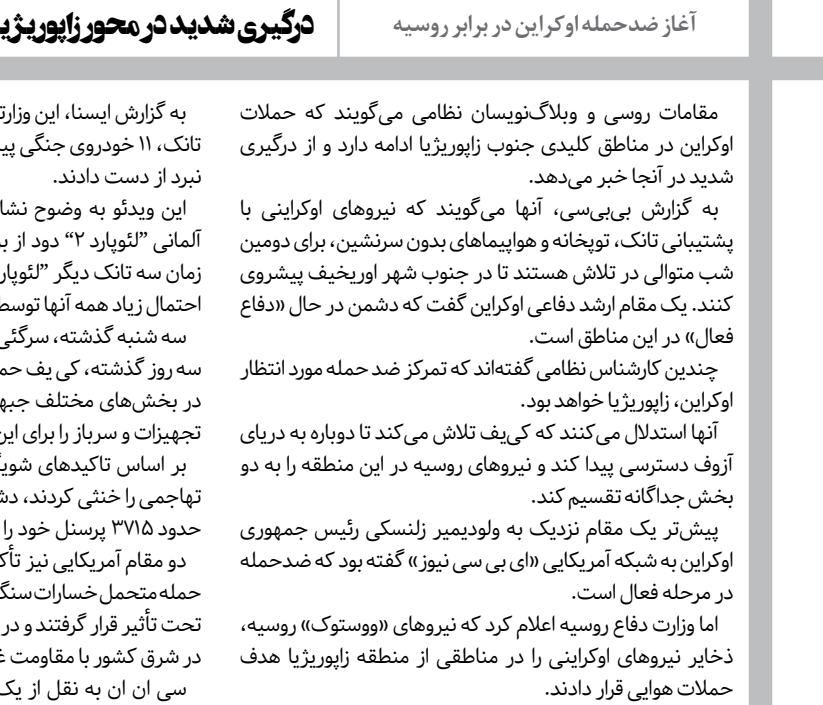 آغاز ضدحمله اوکراین در برابر روسیه
درگیری شدید در محور زاپوریژیا
مقامات روسی و وبلاگ‌نویسان نظامی می‌گویند که حملات
اوکراین در مناطق کلیدی جنوب زاپوریژیا ادامه دارد و از درگیری
شدید در آنجا خبر می‌دهد.
به گزارش بی‌بی‌سی، آنها می‌گویند که نیروهای اوکراینی با
پشتیبانی تانک، توپخانه و هواپیماهای بدون سرنشین، برای دومین
شب متوالی در تلاش هستند تا در جنوب شهر اوریخیف پیشروی
کنند. یک مقام ارشد دفاعی اوکراین گفت که دشمن در حال «دفاع
فعال» در این مناطق است.
چندین کارشناس نظامی گفته‌اند که تمرکز ضد حمله مورد انتظار
اوکراین، زاپوریژیا خواهد بود.
آنها استدلال می‌کنند که کی‌یف تلاش می‌کند تا دوباره به دریای
آزوف دسترسی پیدا کند و نیروهای روسیه در این منطقه را به دو
بخش جداگانه تقسیم کند.
پیش‌تر یک مقام نزدیک به ولودیمیر زلنسکی رئیس جمهوری
اوکراین به شبکه آمریکایی «ای بی سی نیوز» گفته بود که ضدحمله
در مرحله فعال است.
اما وزارت دفاع روسیه اعلام کرد که نیروهای «ووستوک» روسیه،
ذخایر نیروهای اوکراینی را در مناطقی از منطقه زاپوریژیا هدف
حملات هوایی قرار دادند.
به گزارش ایسنا، این وزارت
تانک، ۱۱ خودروی جنگی پی
نبرد از دست دادند.
این ویدئو به وضوح نشا
آلمانی ”لئوپارد ۲“ دود از ب
زمان سه تانک دیگر ”لئوپار
احتمال زیاد همه آنها توسط
سه شنبه گذشته، سرگئی
سه روز گذشته، کی یف حم
در بخش‌های مختلف جبه
تجهیزات و سرباز را برای این
بر اساس تاکیدهای شویگ
تهاجمی را خنثی کردند، دش
حدود ۳۷۱۵ پرسنل خود را
دو مقام آمریکایی نیز تأک
حمله متحمل خسارات سنگ
تحت تأثیر قرار گرفتند و در
در شرق کشور با مقاومت غ
سی ان ان به نقل از یک